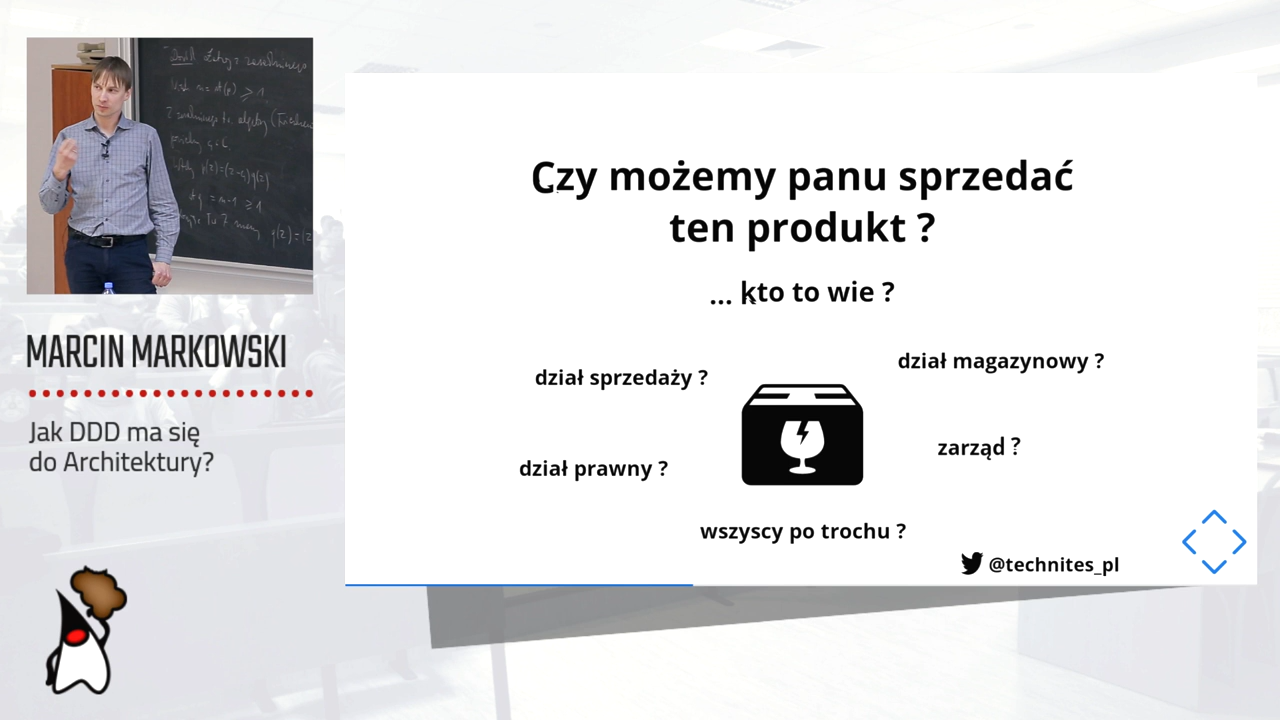 MARCIN MARKOWSKI
Jak DDD ma się
do Architektury?
Czy możemy panu sprzedać
ten produkt ?
... kto to wie ?
dział sprzedaży ?
dział magazynowy ?
dział prawny ?
zarząd ?
wszyscy po trochu ?
@technites_pl